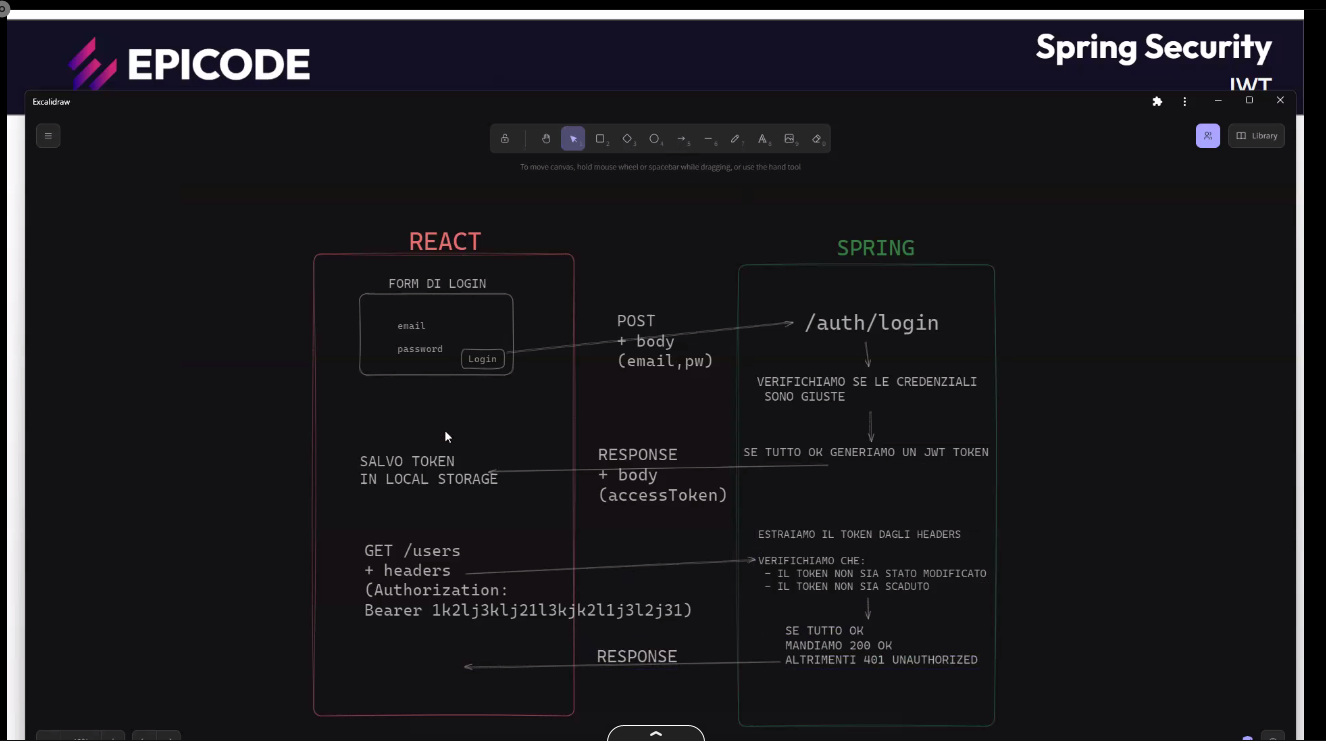 EPICODE
Spring Security
JWT
Excalidraw
Library
To move canvas, hold mouse wheel or spacebar while dragging, or use the hand tool
REACT
SPRING
FORM DI LOGIN
email
password
Login
POST
+ body
(email,pw)
/auth/login
VERIFICHIAMO SE LE CREDENZIALI
SONO GIUSTE
SE TUTTO OK GENERIAMO UN JWT TOKEN
RESPONSE
+ body
(accessToken)
SALVO TOKEN
IN LOCAL STORAGE
GET /users
+ headers
(Authorization:
Bearer 1k2lj3klj21l3kjk2l1j3l2j31)
ESTRAIAMO IL TOKEN DAGLI HEADERS
VERIFICHIAMO CHE:
- IL TOKEN NON SIA STATO MODIFICATO
- IL TOKEN NON SIA SCADUTO
SE TUTTO OK
MANDIAMO 200 OK
ALTRIMENTI 401 UNAUTHORIZED
RESPONSE